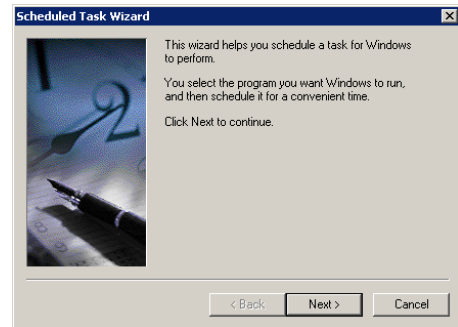 Scheduled Task Wizard
This wizard helps you schedule a task for Windows
to perform.
You select the program you want Windows to run,
and then schedule it for a convenient time.
Click Next to continue.
< Back
Next >
Cancel